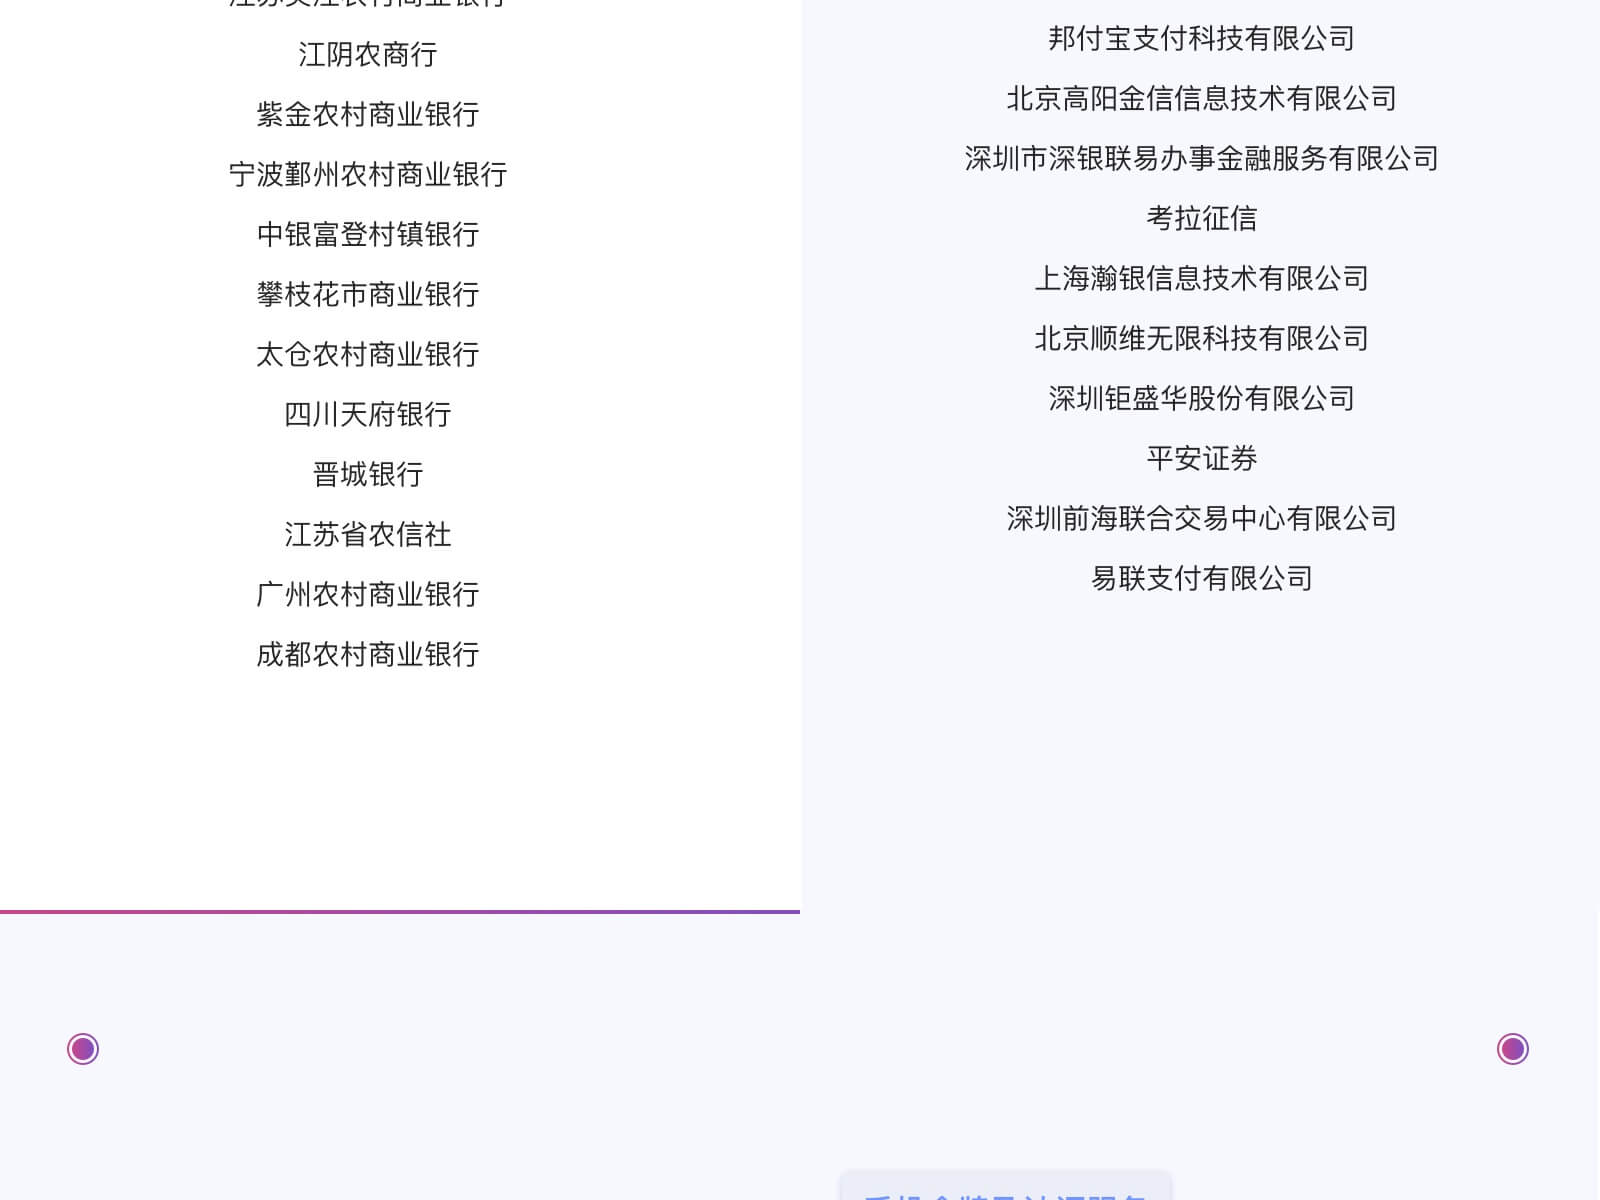 江阴农商行
紫金农村商业银行
宁波鄞州农村商业银行
中银富登村镇银行
攀枝花市商业银行
太仓农村商业银行
四川天府银行
晋城银行
江苏省农信社
广州农村商业银行
成都农村商业银行
邦付宝支付科技有限公司
北京高阳金信信息技术有限公司
深圳市深银联易办事金融服务有限公司
考拉征信
上海瀚银信息技术有限公司
北京顺维无限科技有限公司
深圳钜盛华股份有限公司
平安证券
深圳前海联合交易中心有限公司
易联支付有限公司